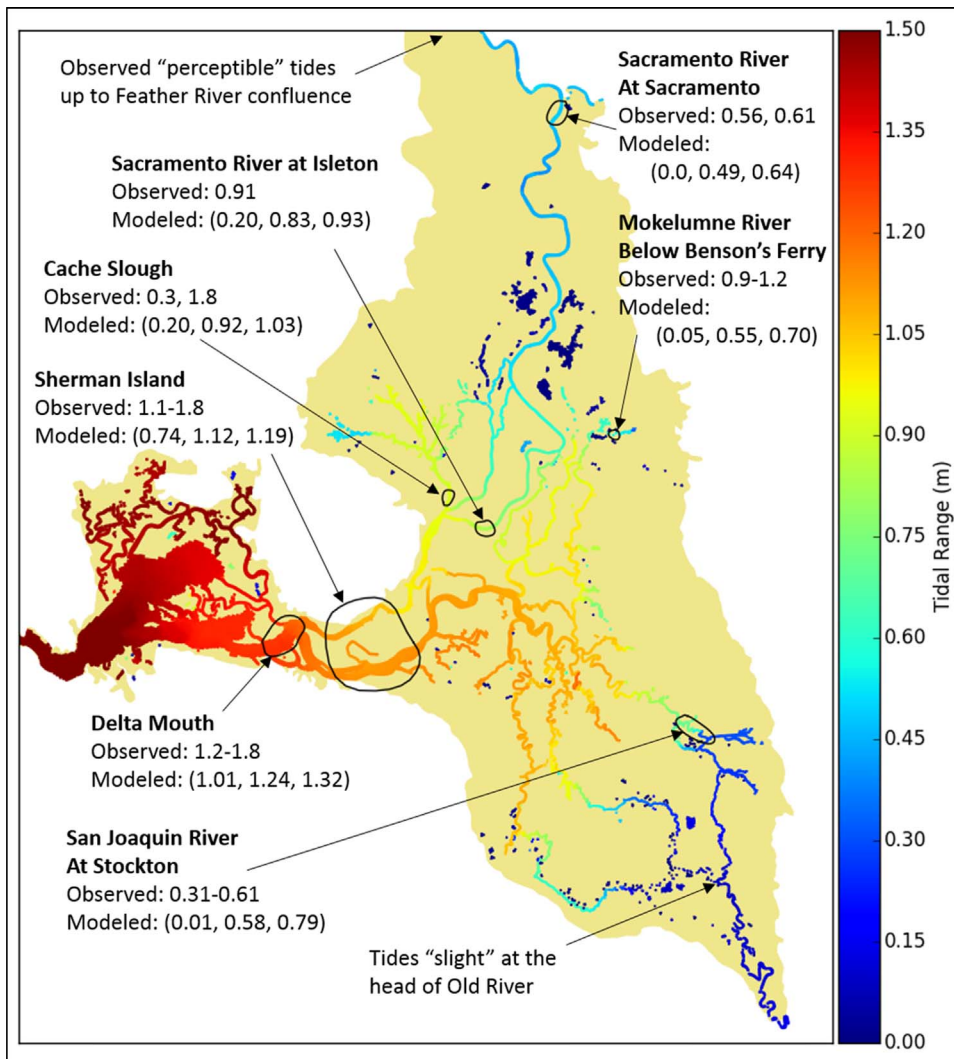 Observed “perceptible” tides
up to Feather River confluence
Sacramento River
At Sacramento
Observed: 0.56, 0.61
Modeled:
(0.0, 0.49, 0.64)
Sacramento River at Isleton
Observed: 0.91
Modeled: (0.20, 0.83, 0.93)
Mokelumne River
Below Benson’s Ferry
Observed: 0.9-1.2
Modeled:
(0.05, 0.55, 0.70)
Cache Slough
Observed: 0.3, 1.8
Modeled: (0.20, 0.92, 1.03)
Sherman Island
Observed: 1.1-1.8
Modeled: (0.74, 1.12, 1.19)
Delta Mouth
Observed: 1.2-1.8
Modeled: (1.01, 1.24, 1.32)
San Joaquin River
At Stockton
Observed: 0.31-0.61
Modeled: (0.01, 0.58, 0.79)
Tides “slight” at the
head of Old River
1.50
1.35
1.20
1.05
0.90
0.75
0.60
0.45
0.30
0.15
0.00
Tidal Range (m)